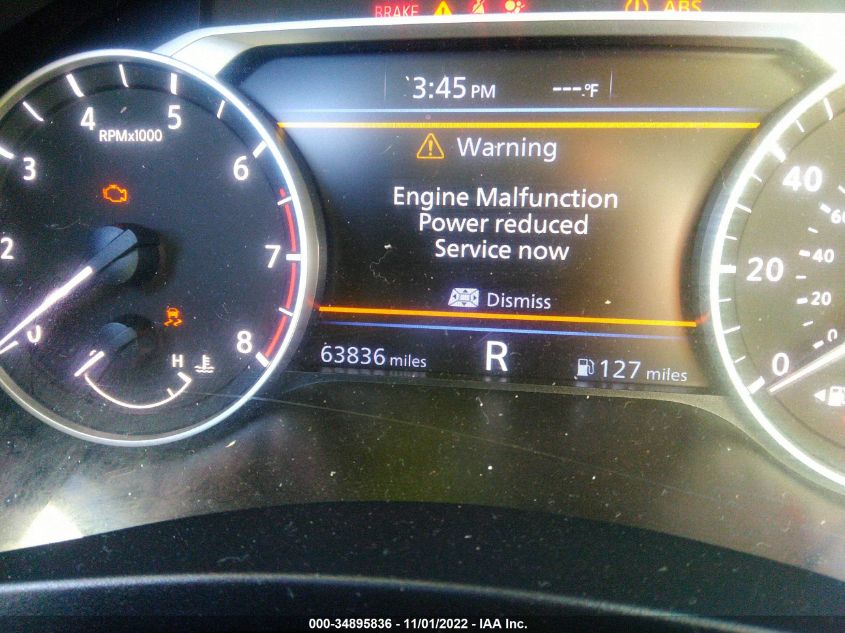 BRAKE
ABS
3:45 PM
---°F
Warning
Engine Malfunction
Power reduced
Service now
Dismiss
63836 miles
R
127 miles
RPMx1000
0
2
3
4
5
6
7
8
H
0
20
40
0
20
40
60
000-34895836 - 11/01/2022 - IAA Inc.